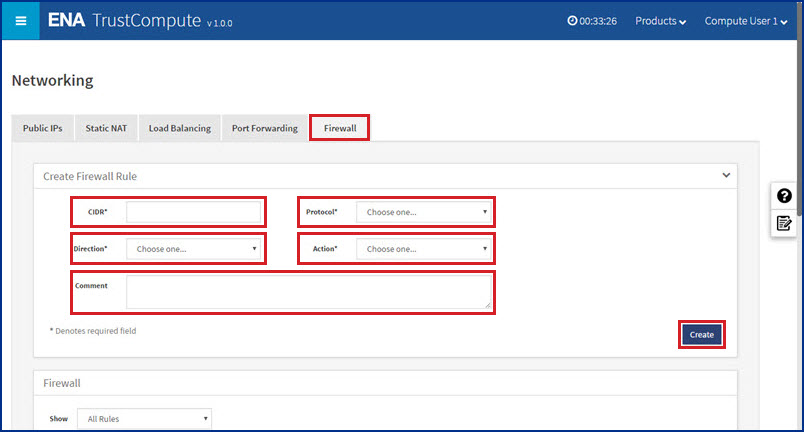 ENA TrustCompute v 1.0.0 00:33:26 Products Compute User 1
Networking
Public IPs Static NAT Load Balancing Port Forwarding Firewall
Create Firewall Rule
CIDR* Protocol* Choose one...
Direction* Choose one... Action* Choose one...
Comment
* Denotes required field
Create
Firewall
Show All Rules